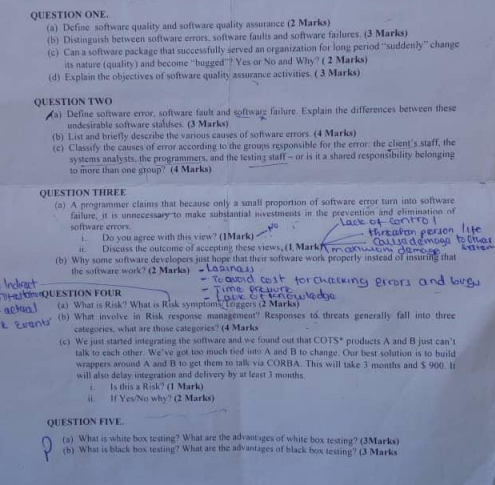 QUESTION ONE.
(a) Define software quality and software quality assurance (2 Marks)
(b) Distinguish between software errors, software faults and software failures. (3 Marks)
(c) Can a software package that successfully served an organization for long period "suddenly" change
its nature (quality) and become "bugged"? Yes or No and Why? ( 2 Marks)
(d) Explain the objectives of software quality assurance activities. ( 3 Marks)
QUESTION TWO
(a) Define software error, software fault and software failure. Explain the differences between these
undesirable software statuses. (3 Marks)
(b) List and briefly describe the various causes of software errors. (4 Marks)
(c) Classify the causes of error according to the groups responsible for the error: the client's staff, the
systems analysts, the programmers, and the testing staff – or is it a shared responsibility belonging
to more than one group? (4 Marks)
QUESTION THREE
(a) A programmer claims that because only a small proportion of software error turn into software
failure, it is unnecessary to make substantial investments in the prevention and elimination of
software errors.
Lack of control
i. Do you agree with this view? (1Mark) No
threaten person life
ii. Discuss the outcome of accepting these views, (1, Mark)
Cause damage to other
maximum damage
(b) Why some software developers just hope that their software work properly instead of insuring that
the software work? (2 Marks) - Laziness
- To avoid cost for checking errors and bugs
- Time pressure
- Lack of knowledge
Indirect
actual
events
QUESTION FOUR
(a) What is Risk? What is Risk symptoms Triggers (2 Marks)
(b) What involve in Risk response management? Responses to threats generally fall into three
categories, what are those categories? (4 Marks
(c) We just started integrating the software and we found out that COTS* products A and B just can't
talk to each other. We've got too much tied into A and B to change. Our best solution is to build
wrappers around A and B to get them to talk via CORBA. This will take 3 months and $ 900. It
will also delay integration and delivery by at least 3 months.
i. Is this a Risk? (1 Mark)
ii. If Yes/No why? (2 Marks)
QUESTION FIVE.
(a) What is white box testing? What are the advantages of white box testing? (3Marks)
(b) What is black box testing? What are the advantages of black box testing? (3 Marks